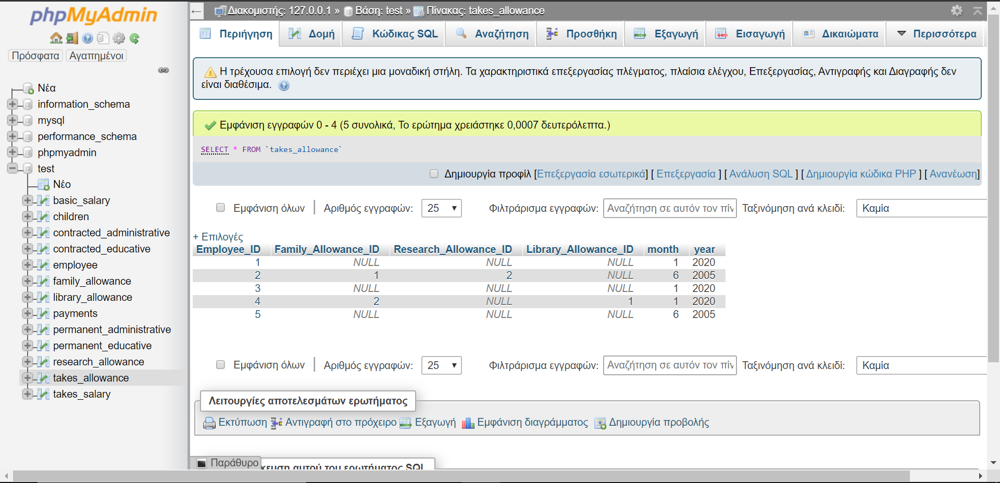 phpMyAdmin
Πρόσφατα Αγαπημένοι
Νέα
information_schema
mysql
performance_schema
phpmyadmin
test
Νέο
basic_salary
children
contracted_administrative
contracted_educative
employee
family_allowance
library_allowance
payments
permanent_administrative
permanent_educative
research_allowance
takes_allowance
takes_salary
← Διακομιστής: 127.0.0.1 » Βάση: test » Πίνακας: takes_allowance
Περιήγηση Δομή Κώδικας SQL Αναζήτηση Προσθήκη Εξαγωγή Εισαγωγή Δικαιώματα Περισσότερα
Η τρέχουσα επιλογή δεν περιέχει μια μοναδική στήλη. Τα χαρακτηριστικά επεξεργασίας πλέγματος, πλαίσια ελέγχου, Επεξεργασίας, Αντιγραφής και Διαγραφής δεν
είναι διαθέσιμα.
Εμφάνιση εγγραφών 0 - 4 (5 συνολικά, Το ερώτημα χρειάστηκε 0,0007 δευτερόλεπτα.)
SELECT * FROM `takes_allowance`
Δημιουργία προφίλ [Επεξεργασία εσωτερικά] [ Επεξεργασία ] [ Ανάλυση SQL ] [ Δημιουργία κώδικα PHP ] [ Ανανέωση]
Εμφάνιση όλων | Αριθμός εγγραφών: 25 Φιλτράρισμα εγγραφών: Αναζήτηση σε αυτόν τον πίν Ταξινόμηση ανά κλειδί: Καμία
+ Επιλογές
Employee_ID Family_Allowance_ID Research_Allowance_ID Library_Allowance_ID month year
1 NULL NULL NULL 1 2020
2 1 2 NULL 6 2005
3 NULL NULL NULL 1 2020
4 2 NULL 1 1 2020
5 NULL NULL NULL 6 2005
Εμφάνιση όλων | Αριθμός εγγραφών: 25 Φιλτράρισμα εγγραφών: Αναζήτηση σε αυτόν τον πίν Ταξινόμηση ανά κλειδί: Καμία
Λειτουργίες αποτελεσμάτων ερωτήματος
Εκτύπωση Αντιγραφή στο πρόχειρο Εξαγωγή Εμφάνιση διαγράμματος Δημιουργία προβολής
Παράθυρο κευση αυτού του ερωτήματος SQL